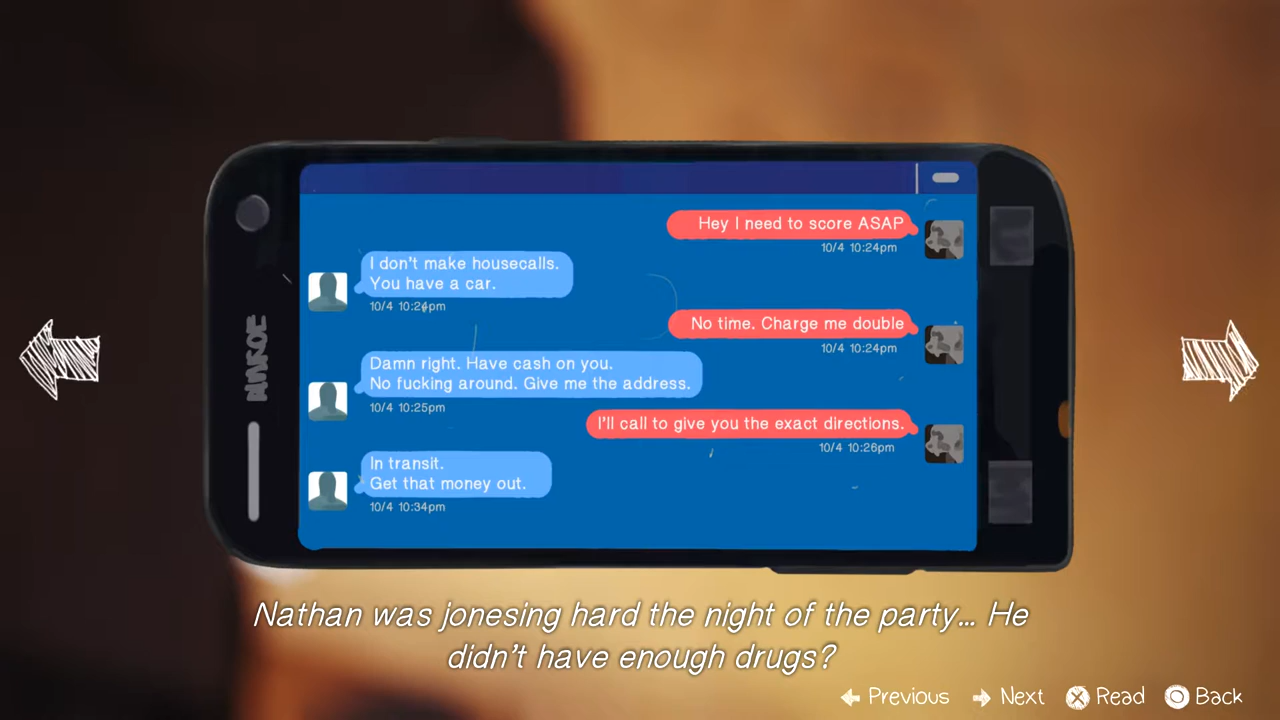 Hey I need to score ASAP
10/4 10:24pm
I don't make housecalls.
You have a car.
10/4 10:24pm
No time. Charge me double
10/4 10:24pm
Damn right. Have cash on you.
No fucking around. Give me the address.
10/4 10:25pm
I'll call to give you the exact directions.
10/4 10:26pm
In transit.
Get that money out.
10/4 10:34pm
Nathan was jonesing hard the night of the party... He
didn't have enough drugs?
Previous
Next
Read
Back